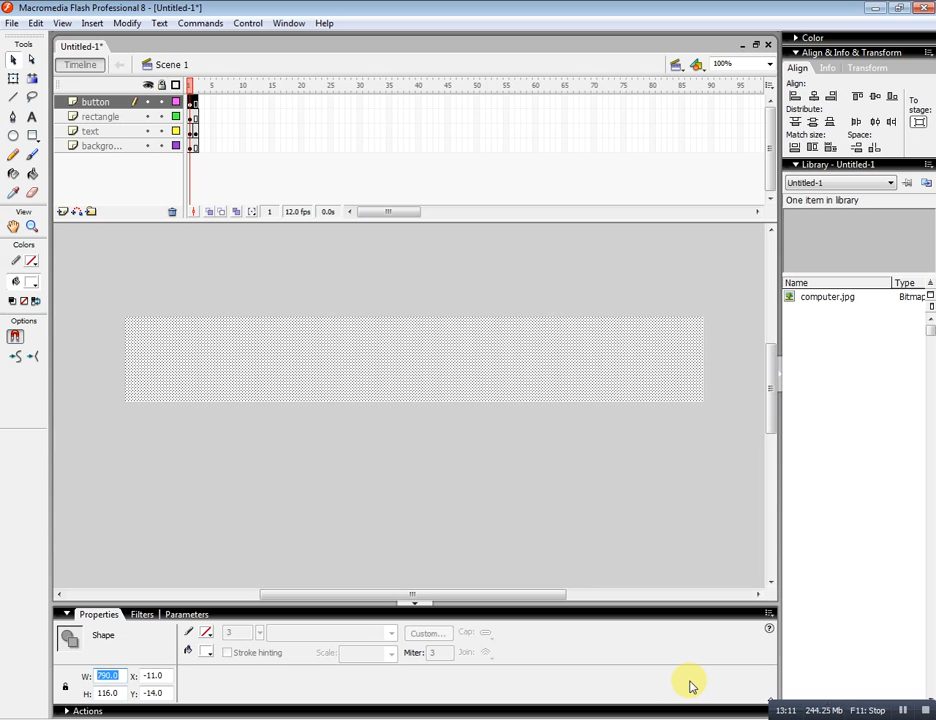 Macromedia Flash Professional 8 - [Untitled-1*]
File Edit View Insert Modify Text Commands Control Window Help
Tools
View
Colors
Options
Untitled-1*
Timeline Scene 1 100%
5 10 15 20 25 30 35 40 45 50 55 60 65 70 75 80 85 90 95
button
rectangle
text
backgro...
1 12.0 fps 0.0s
Color
Align & Info & Transform
Align Info Transform
Align:
Distribute:
Match size: Space:
To stage:
Library - Untitled-1
Untitled-1
One item in library
Name Type
computer.jpg Bitmap
Properties Filters Parameters
Shape
3 Custom... Cap:
Stroke hinting Scale: Miter: 3 Join:
W: 790.0 X: -11.0
H: 116.0 Y: -14.0
Actions
13:11 244.25 Mb F11: Stop